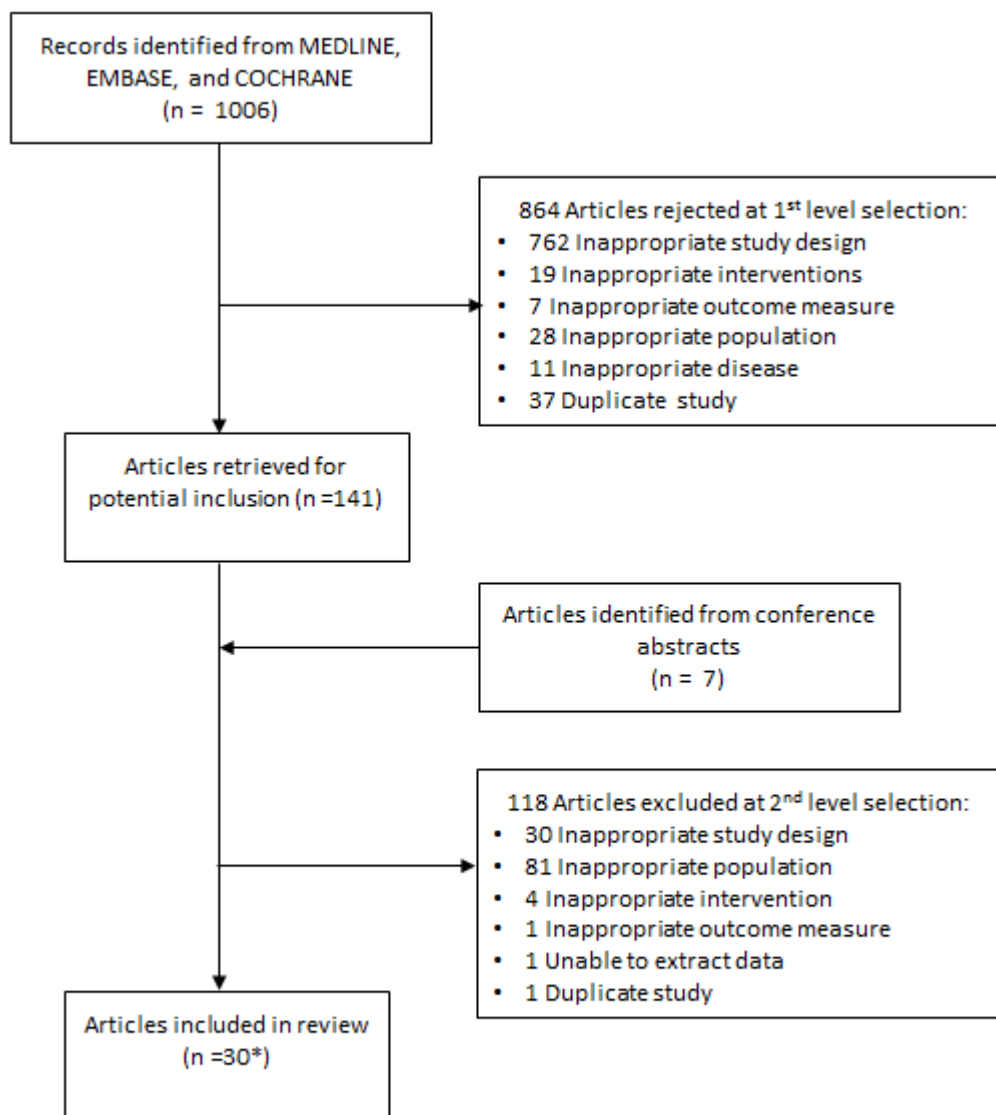 Records identified from MEDLINE,
EMBASE, and COCHRANE
(n = 1006)
864 Articles rejected at 1st level selection:
• 762 Inappropriate study design
• 19 Inappropriate interventions
• 7 Inappropriate outcome measure
• 28 Inappropriate population
• 11 Inappropriate disease
• 37 Duplicate study
Articles retrieved for
potential inclusion (n =141)
Articles identified from conference
abstracts
(n = 7)
118 Articles excluded at 2nd level selection:
• 30 Inappropriate study design
• 81 Inappropriate population
• 4 Inappropriate intervention
• 1 Inappropriate outcome measure
• 1 Unable to extract data
• 1 Duplicate study
Articles included in review
(n =30*)